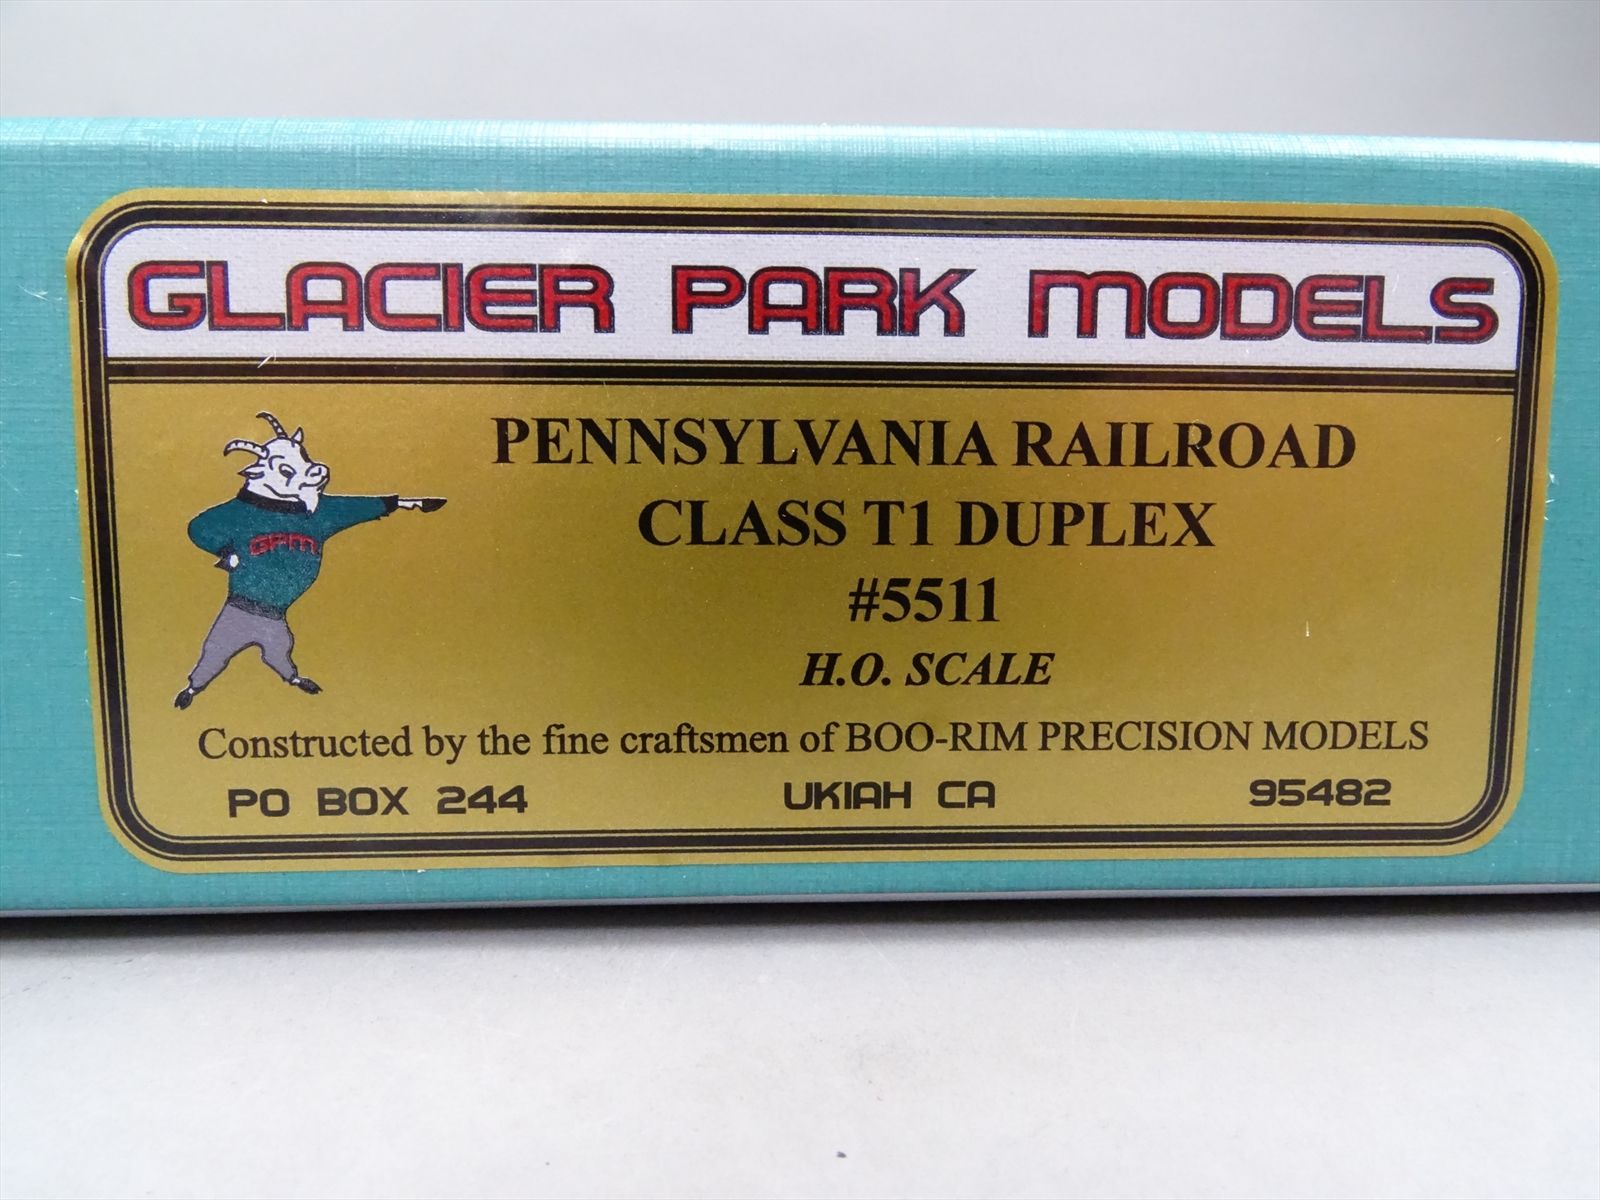 GLACIER PARK MODELS
PENNSYLVANIA RAILROAD
CLASS T1 DUPLEX
GPM
#5511
H.O. SCALE
Constructed by the fine craftsmen of BOO-RIM PRECISION MODELS
PO BOX 244 UKIAH CA 95482